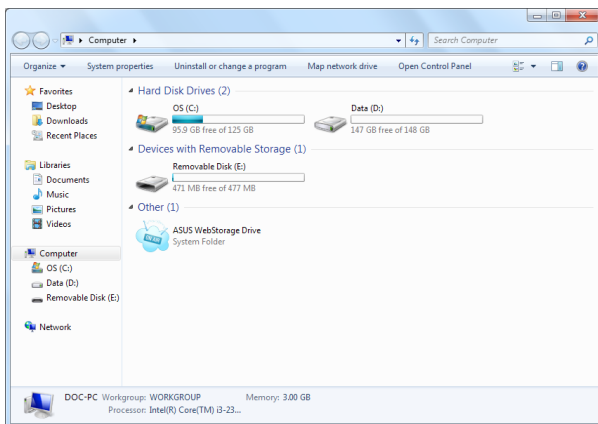 Computer
Search Computer
Organize
System properties
Uninstall or change a program
Map network drive
Open Control Panel
Favorites
Desktop
Downloads
Recent Places
Libraries
Documents
Music
Pictures
Videos
Computer
OS (C:)
Data (D:)
Removable Disk (E:)
Network
Hard Disk Drives (2)
OS (C:)
95.9 GB free of 125 GB
Data (D:)
147 GB free of 148 GB
Devices with Removable Storage (1)
Removable Disk (E:)
471 MB free of 477 MB
Other (1)
ASUS WebStorage Drive
System Folder
DOC-PC Workgroup: WORKGROUP Memory: 3.00 GB
Processor: Intel(R) Core(TM) i3-23...